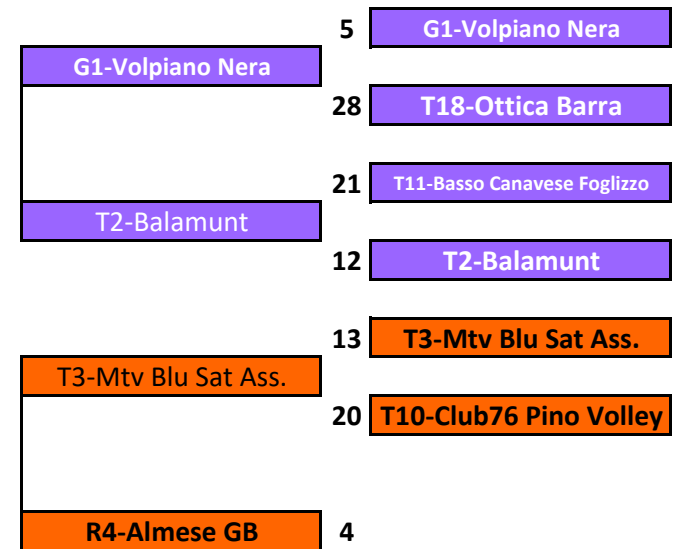 5 G1-Volpiano Nera
G1-Volpiano Nera
28 T18-Ottica Barra
21 T11-Basso Canavese Foglizzo
T2-Balamunt
12 T2-Balamunt
13 T3-Mtv Blu Sat Ass.
T3-Mtv Blu Sat Ass.
20 T10-Club76 Pino Volley
R4-Almese GB 4